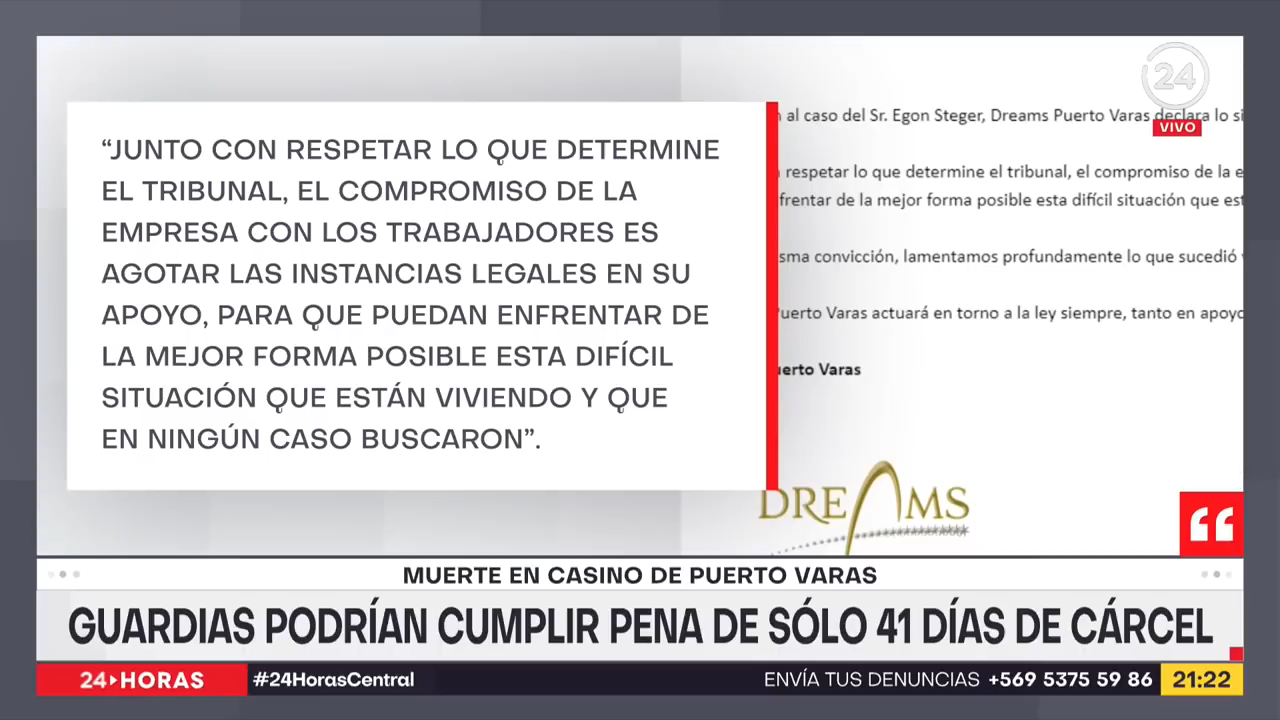 24
VIVO
“JUNTO CON RESPETAR LO QUE DETERMINE
EL TRIBUNAL, EL COMPROMISO DE LA
EMPRESA CON LOS TRABAJADORES ES
AGOTAR LAS INSTANCIAS LEGALES EN SU
APOYO, PARA QUE PUEDAN ENFRENTAR DE
LA MEJOR FORMA POSIBLE ESTA DIFÍCIL
SITUACIÓN QUE ESTÁN VIVIENDO Y QUE
EN NINGÚN CASO BUSCARON”.
al caso del Sr. Egon Steger, Dreams Puerto Varas declara lo si
respetar lo que determine el tribunal, el compromiso de la e
frentar de la mejor forma posible esta difícil situación que est
sma convicción, lamentamos profundamente lo que sucedió
uerto Varas actuará en torno a la ley siempre, tanto en apoyo
uerto Varas
DREAMS
MUERTE EN CASINO DE PUERTO VARAS
GUARDIAS PODRÍAN CUMPLIR PENA DE SÓLO 41 DÍAS DE CÁRCEL
24 HORAS #24HorasCentral ENVÍA TUS DENUNCIAS +569 5375 59 86 21:22